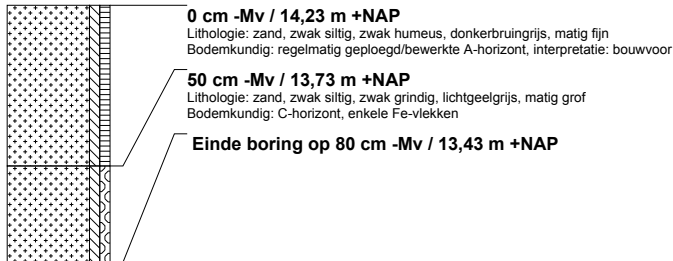 0 cm -Mv / 14,23 m +NAP
Lithologie: zand, zwak siltig, zwak humeus, donkerbruingrijs, matig fijn
Bodemkundig: regelmatig geploegd/bewerkte A-horizont, interpretatie: bouwvoor
50 cm -Mv / 13,73 m +NAP
Lithologie: zand, zwak siltig, zwak grindig, lichtgeelgrijs, matig grof
Bodemkundig: C-horizont, enkele Fe-vlekken
Einde boring op 80 cm -Mv / 13,43 m +NAP